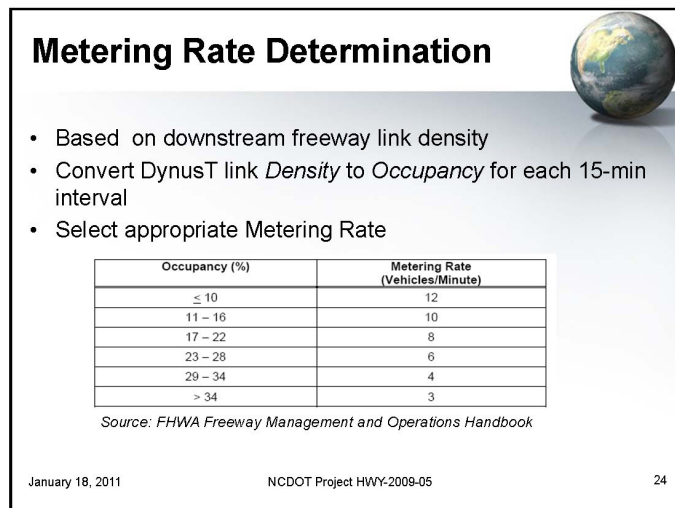 Metering Rate Determination
• Based on downstream freeway link density
• Convert DynusT link Density to Occupancy for each 15-min
interval
• Select appropriate Metering Rate
Occupancy (%) Metering Rate
(Vehicles/Minute)
≤ 10 12
11 – 16 10
17 – 22 8
23 – 28 6
29 – 34 4
> 34 3
Source: FHWA Freeway Management and Operations Handbook
January 18, 2011 NCDOT Project HWY-2009-05 24